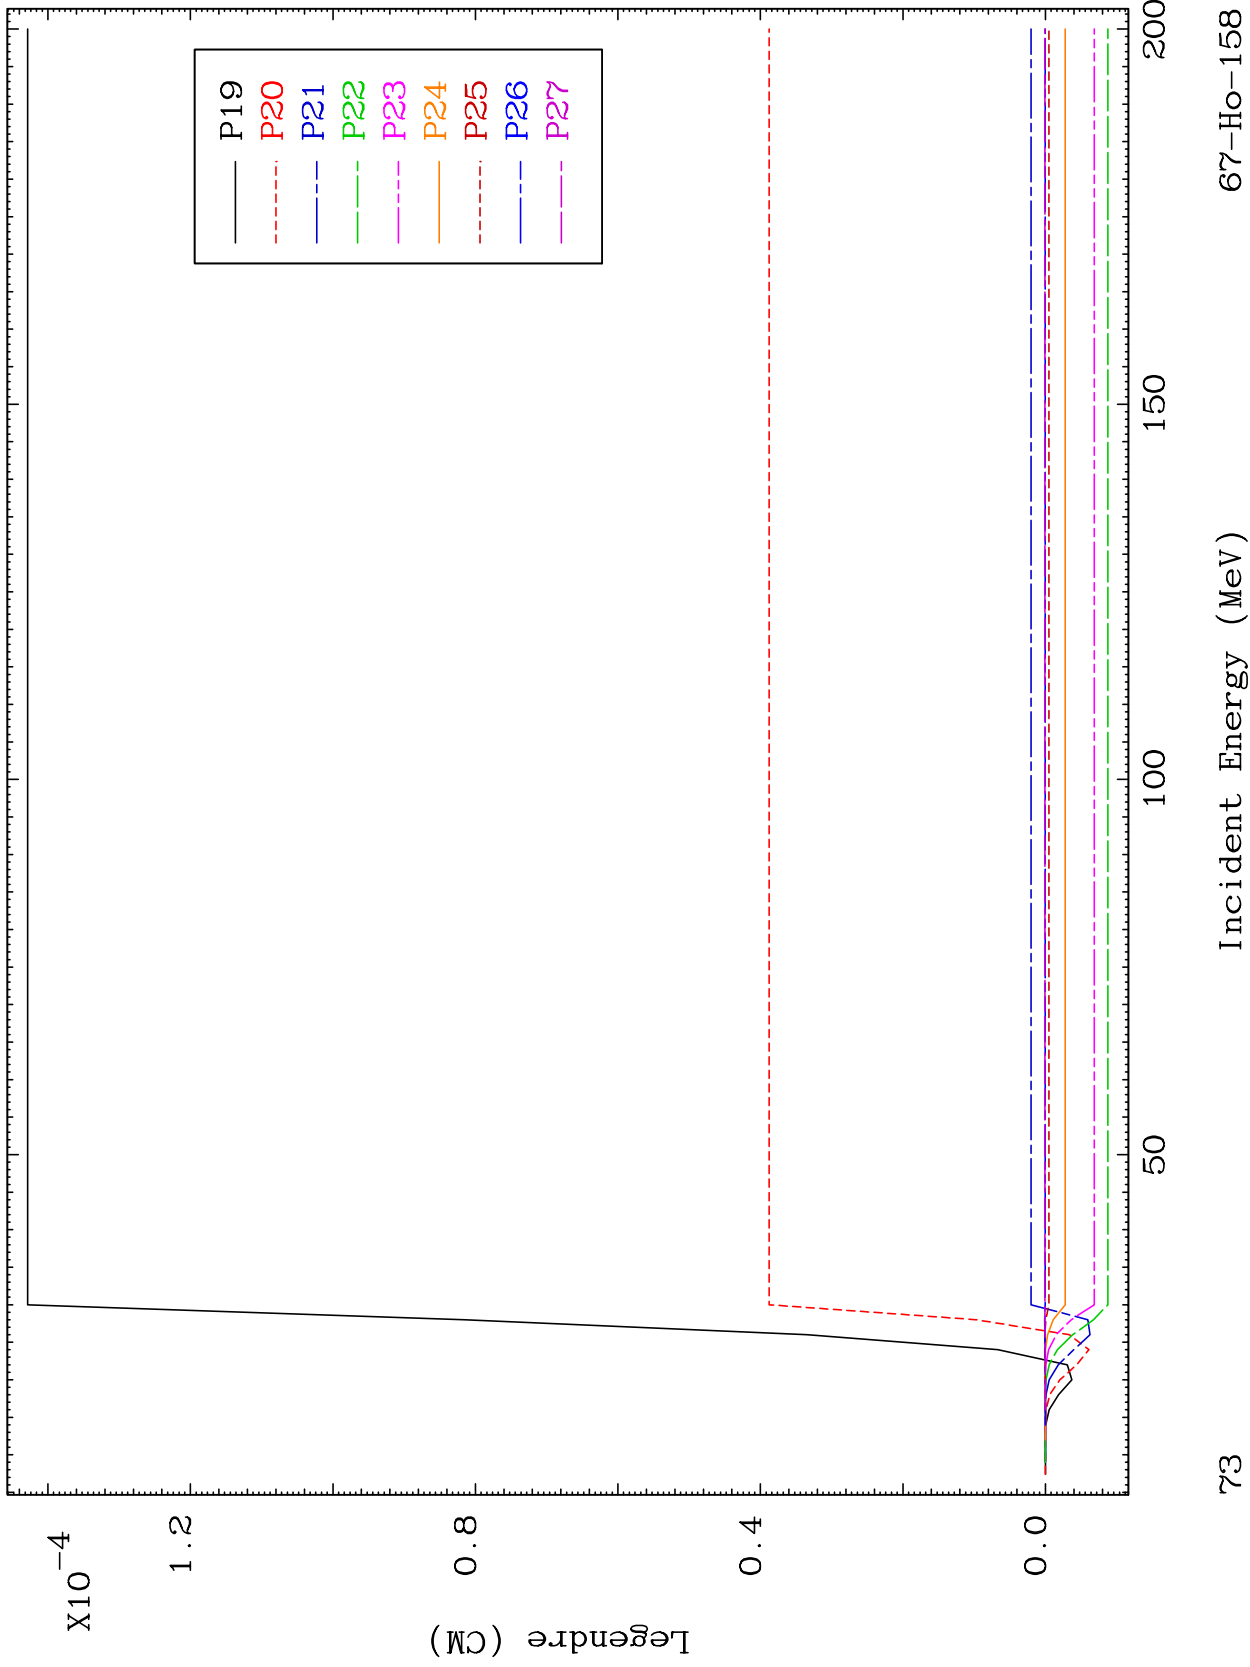 X10-4
1.2
0.8
0.4
0.0
Legendre (CM)
P19
P20
P21
P22
P23
P24
P25
P26
P27
50
100
150
200
73
Incident Energy (MeV)
67-Ho-158